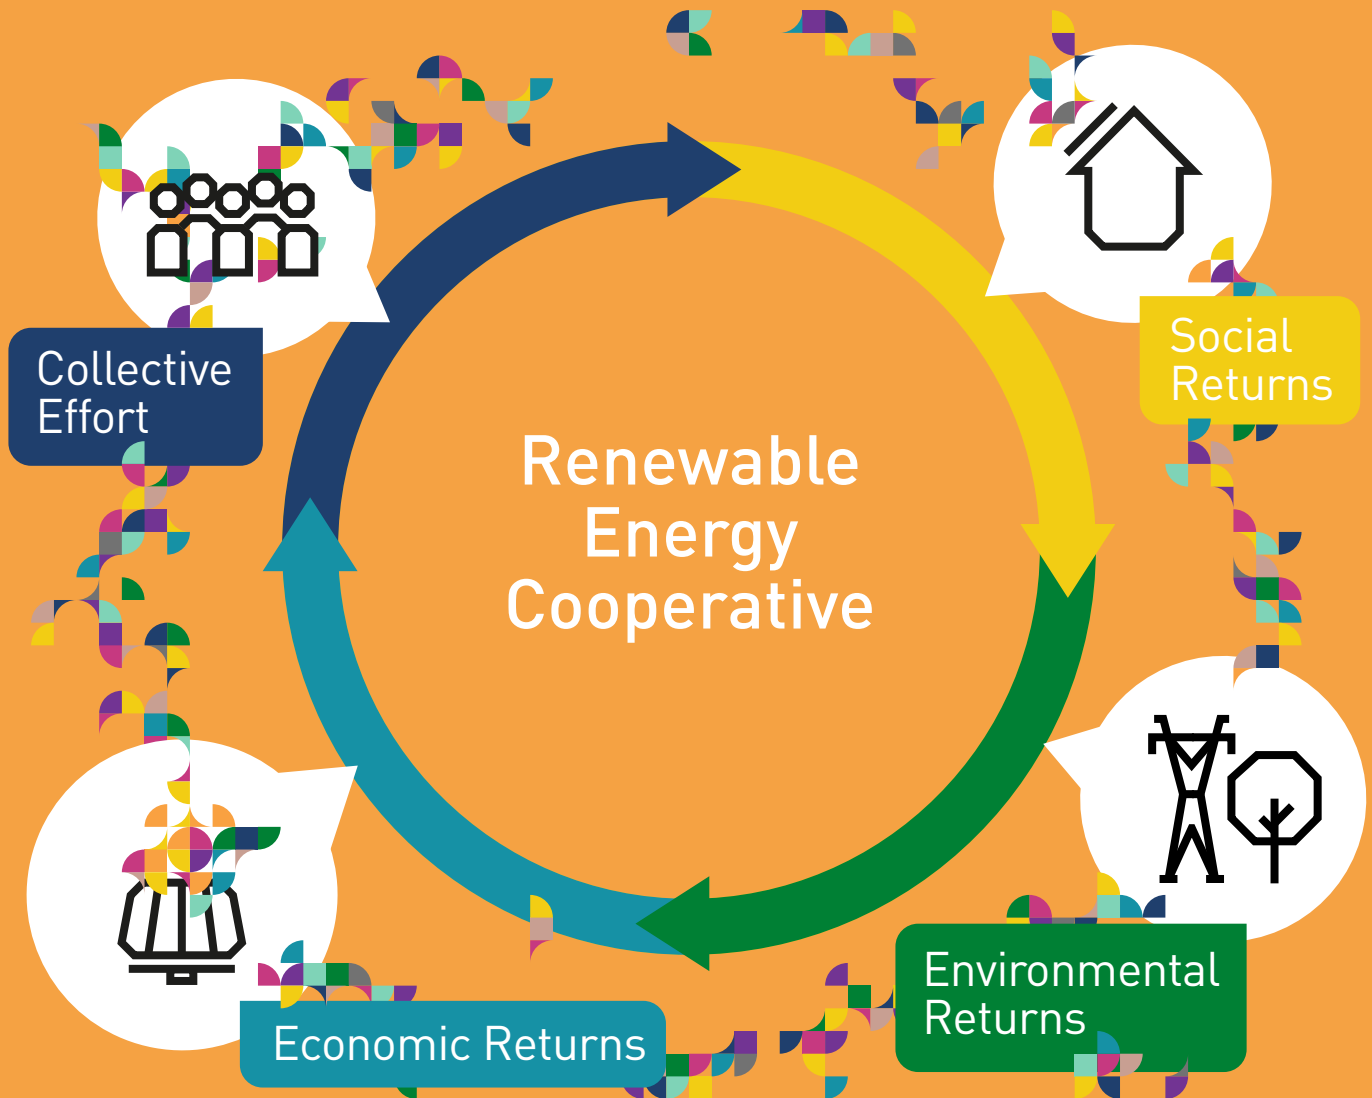 Collective
Effort
Social
Returns
Renewable
Energy
Cooperative
Environmental
Returns
Economic Returns